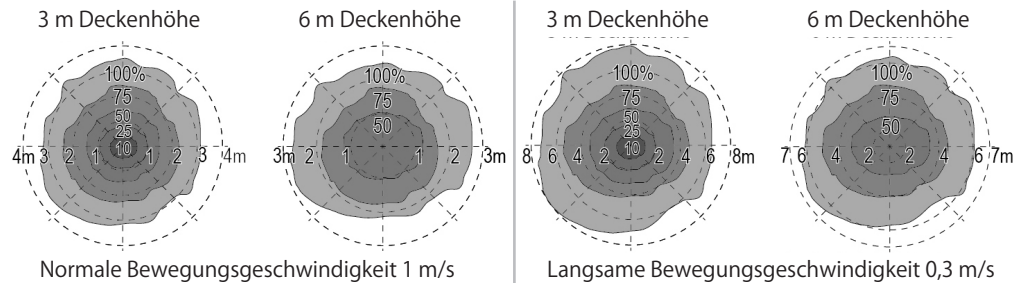 3 m Deckenhöhe
6 m Deckenhöhe
3 m Deckenhöhe
6 m Deckenhöhe
100%
75
50
25
10
4m 3 2 1 1 2 3 4m
100%
75
50
3m 2 1 1 2 3m
100%
75
50
25
10
8 6 4 2 2 4 6 8m
100%
75
50
7 6 4 2 2 4 6 7m
Normale Bewegungsgeschwindigkeit 1 m/s
Langsame Bewegungsgeschwindigkeit 0,3 m/s